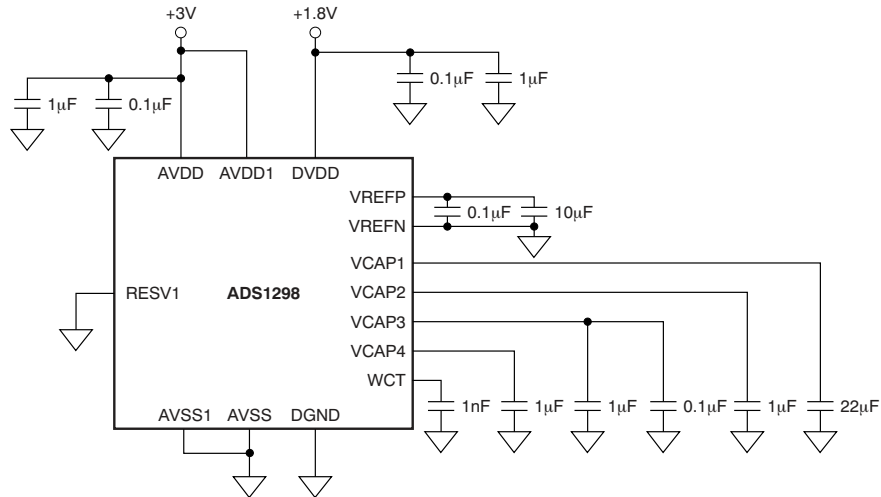 +3V
+1.8V
1μF
0.1μF
0.1μF
1μF
AVDD
AVDD1
DVDD
VREFP
0.1μF
10μF
VREFN
VCAP1
RESV1
ADS1298
VCAP2
VCAP3
VCAP4
WCT
1nF
1μF
1μF
0.1μF
1μF
22μF
AVSS1
AVSS
DGND